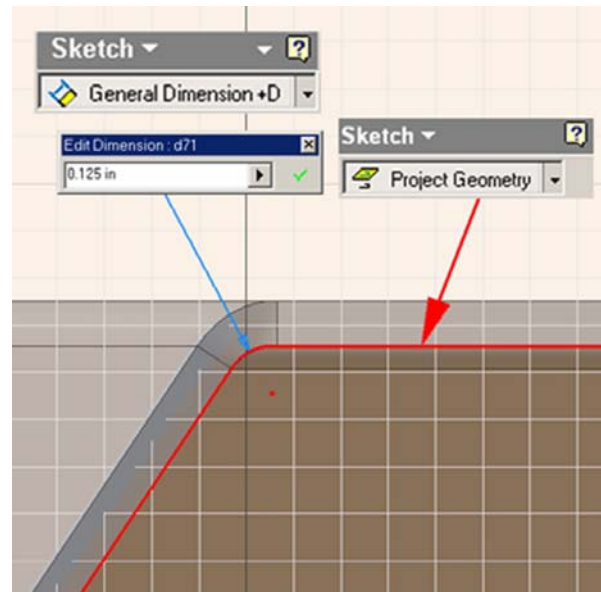 Sketch
?
General Dimension +D
Edit Dimension : d71
0.125 in
Sketch
?
Project Geometry